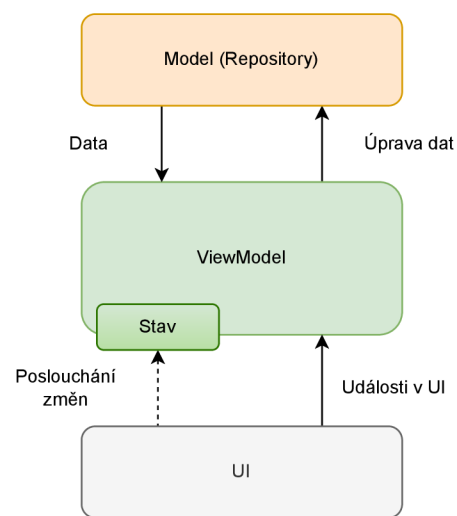 Model (Repository)
Data
Úprava dat
ViewModel
Stav
Poslouchání
změn
Události v UI
UI